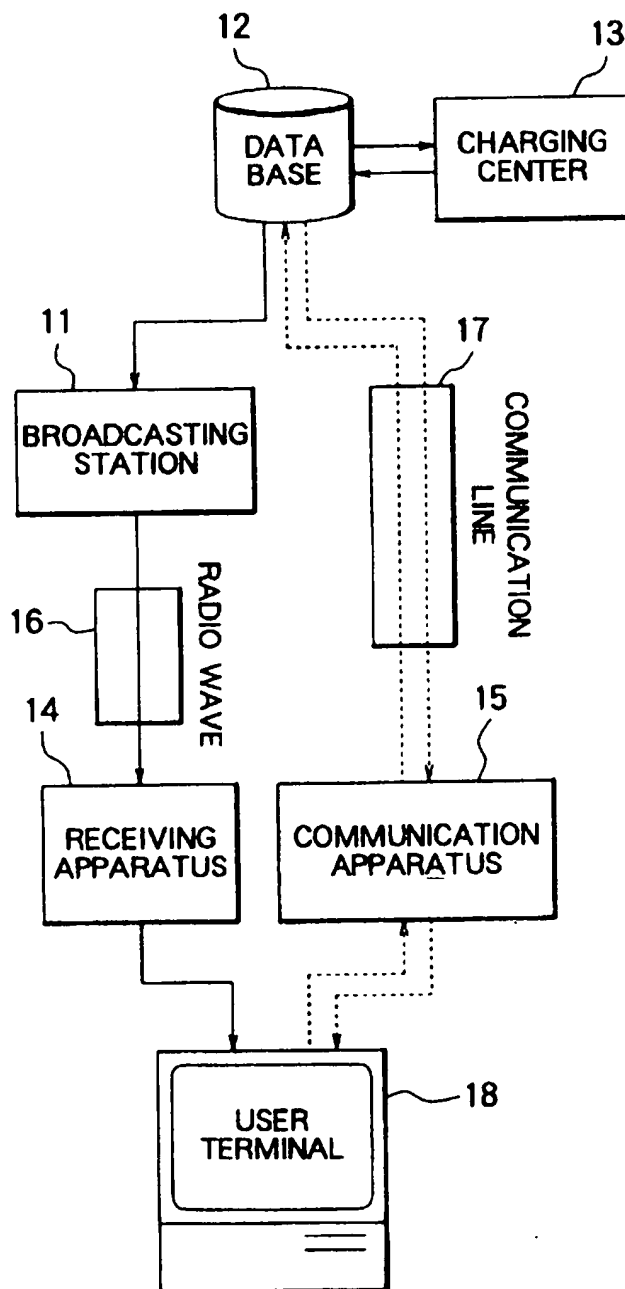 12
13
DATA
BASE
CHARGING
CENTER
11
17
BROADCASTING
STATION
COMMUNICATION
LINE
16
RADIO WAVE
14
15
RECEIVING
APPARATUS
COMMUNICATION
APPARATUS
18
USER
TERMINAL